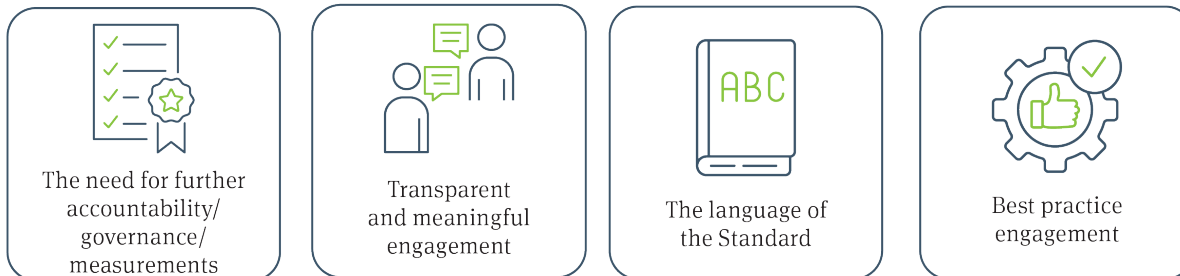 The need for further
accountability/
governance/
measurements
Transparent
and meaningful
engagement
ABC
The language of
the Standard
Best practice
engagement